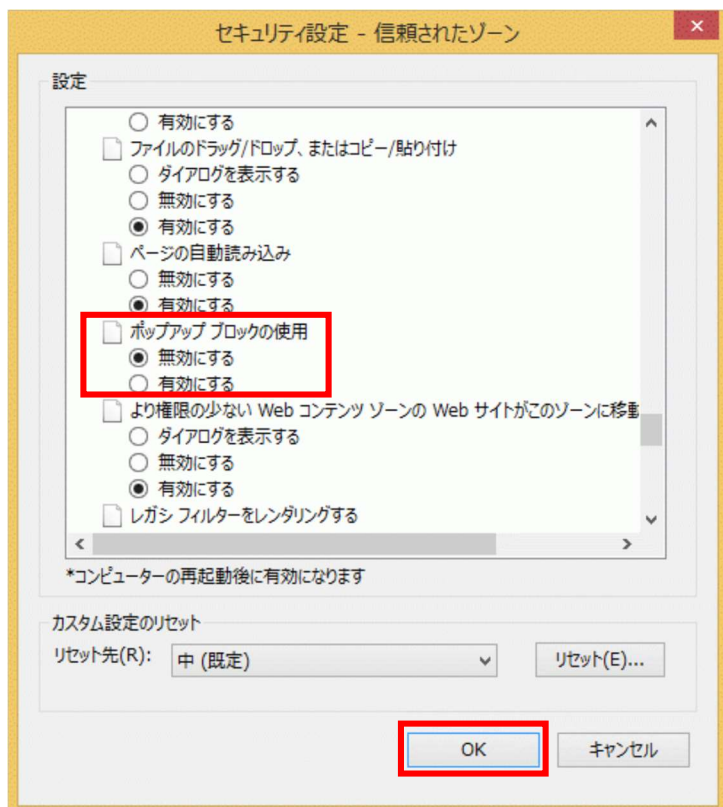 セキュリティ設定 - 信頼されたゾーン
設定
有効にする
ファイルのドラッグ/ドロップ、またはコピー/貼り付け
ダイアログを表示する
無効にする
有効にする
ページの自動読み込み
無効にする
有効にする
ポップアップ ブロックの使用
無効にする
有効にする
より権限の少ない Web コンテンツ ゾーンの Web サイトがこのゾーンに移動
ダイアログを表示する
無効にする
有効にする
レガシ フィルターをレンダリングする
*コンピューターの再起動後に有効になります
カスタム設定のリセット
リセット先(R): 中 (既定) リセット(E)...
OK キャンセル